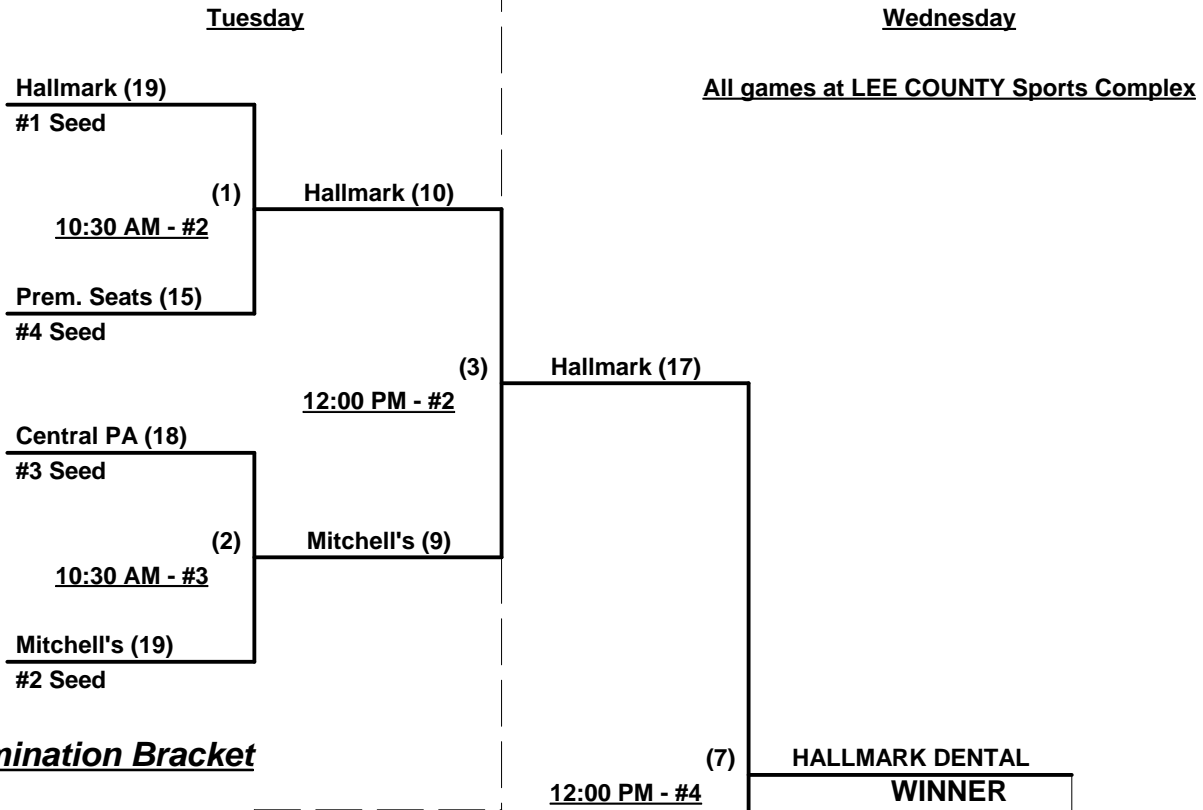 Tuesday
Wednesday
Hallmark (19)
All games at LEE COUNTY Sports Complex
#1 Seed
(1)
Hallmark (10)
10:30 AM - #2
Prem. Seats (15)
#4 Seed
(3)
Hallmark (17)
12:00 PM - #2
Central PA (18)
#3 Seed
(2)
Mitchell's (9)
10:30 AM - #3
Mitchell's (19)
#2 Seed
Bracket
(7)
HALLMARK DENTAL
12:00 PM - #4
WINNER